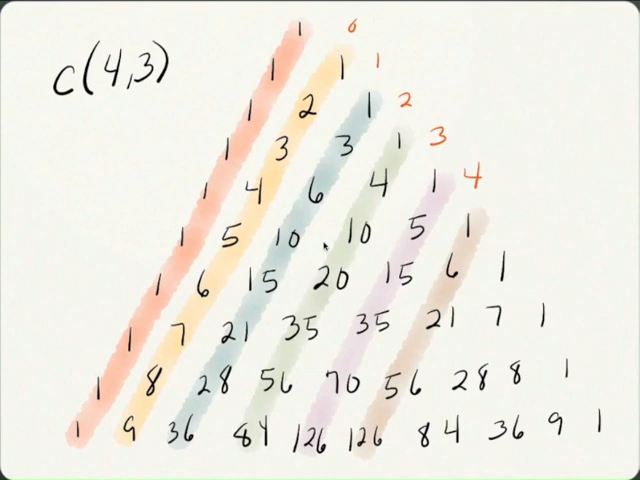 1 0
c(4,3)
1 1 1
1 2 1 2
1 3 3 1 3
1 4 6 4 1 4
1 5 10 10 5 1
1 6 15 20 15 6 1
1 7 21 35 35 21 7 1
1 8 28 56 70 56 28 8 1
1 9 36 84 126 126 84 36 9 1